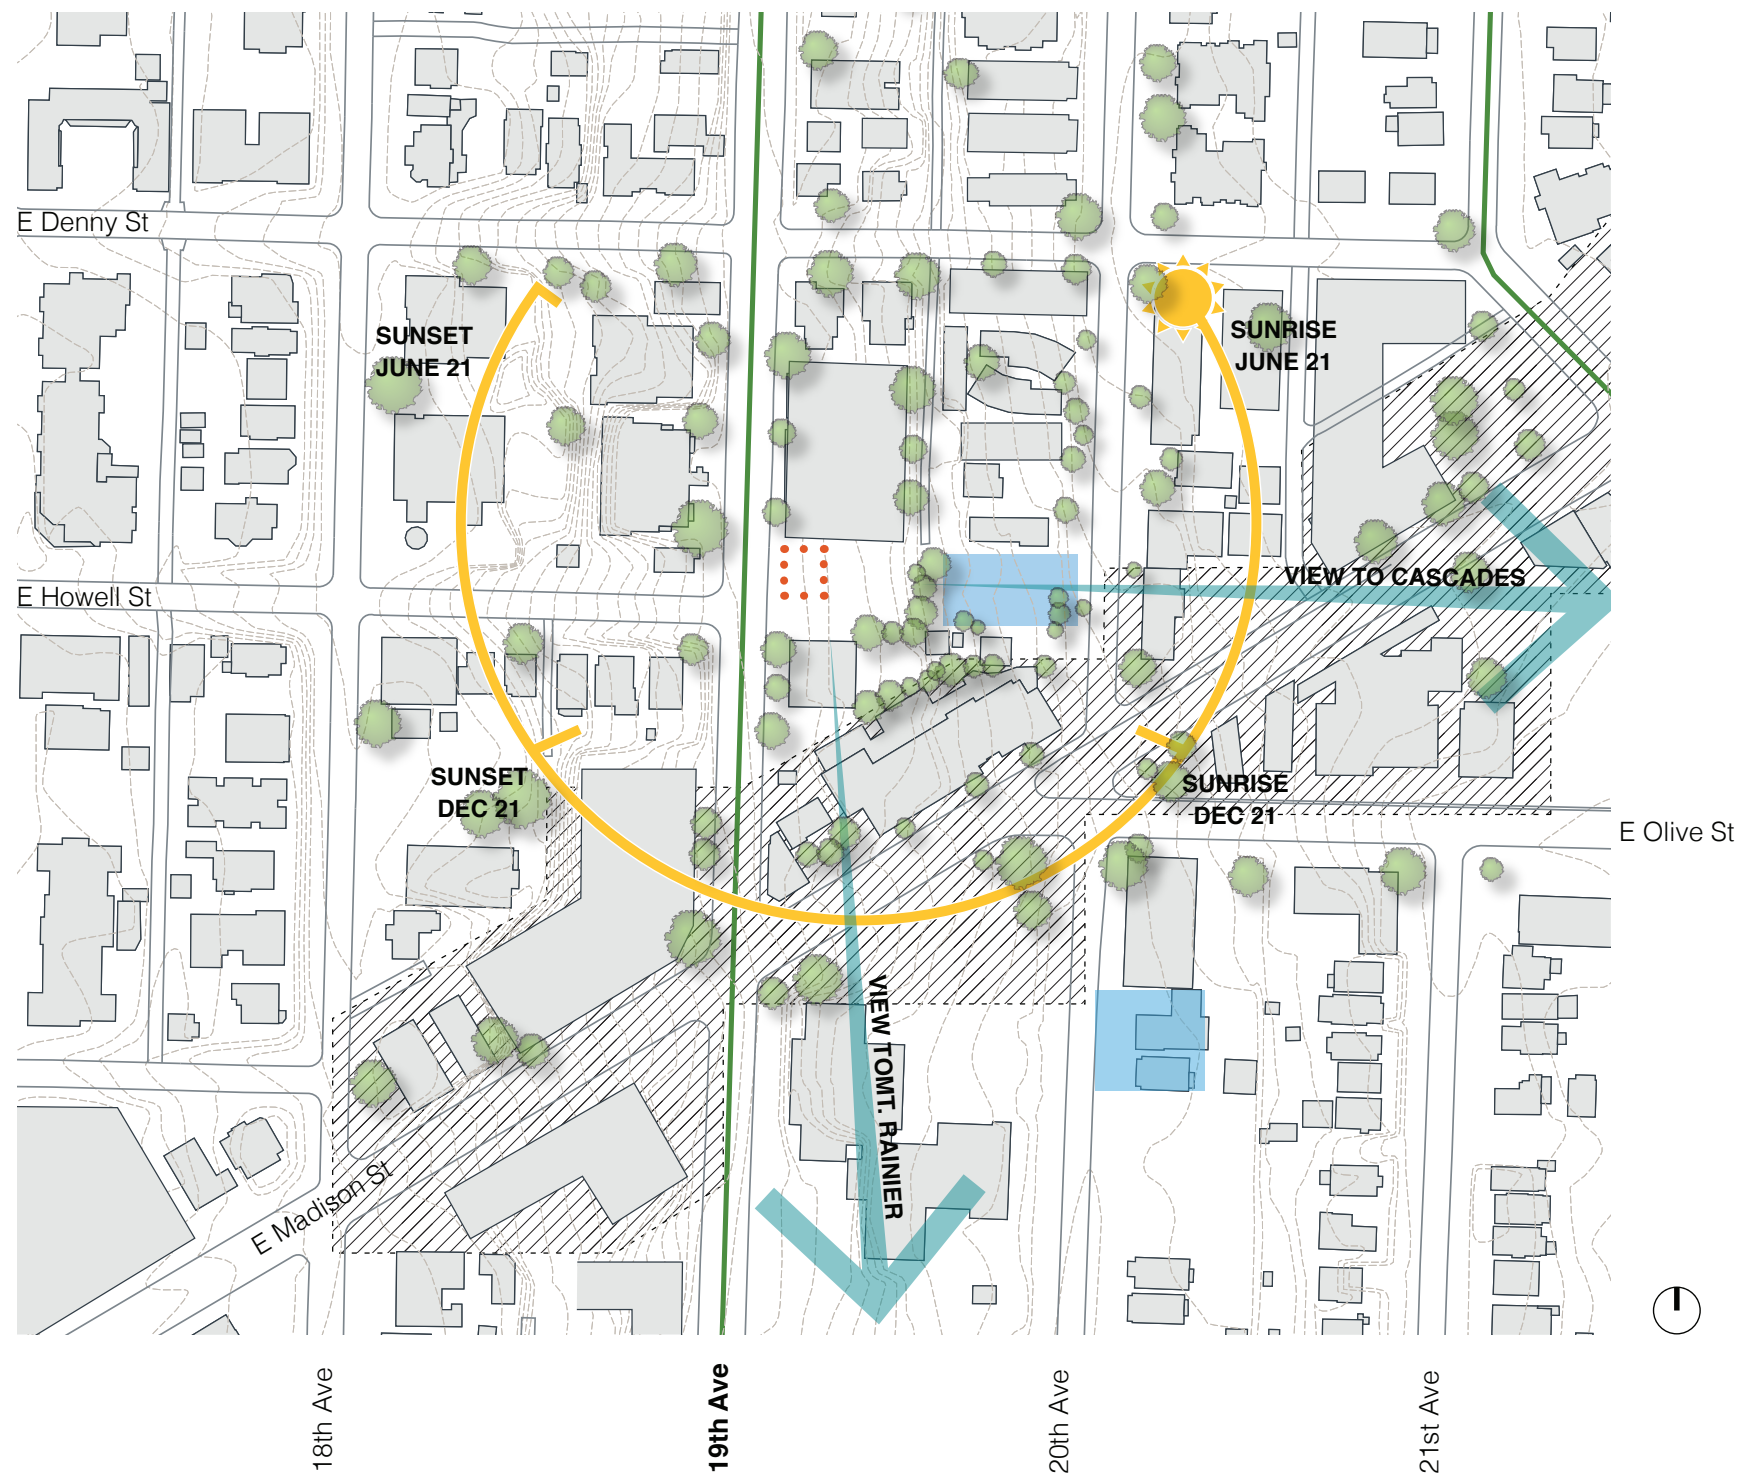 E Denny St
SUNSET
JUNE 21
SUNRISE
JUNE 21
VIEW TO CASCADES
E Howell St
SUNSET
DEC 21
SUNRISE
DEC 21
E Olive St
VIEW TOMT. RAINIER
E Madison St
18th Ave
19th Ave
20th Ave
21st Ave